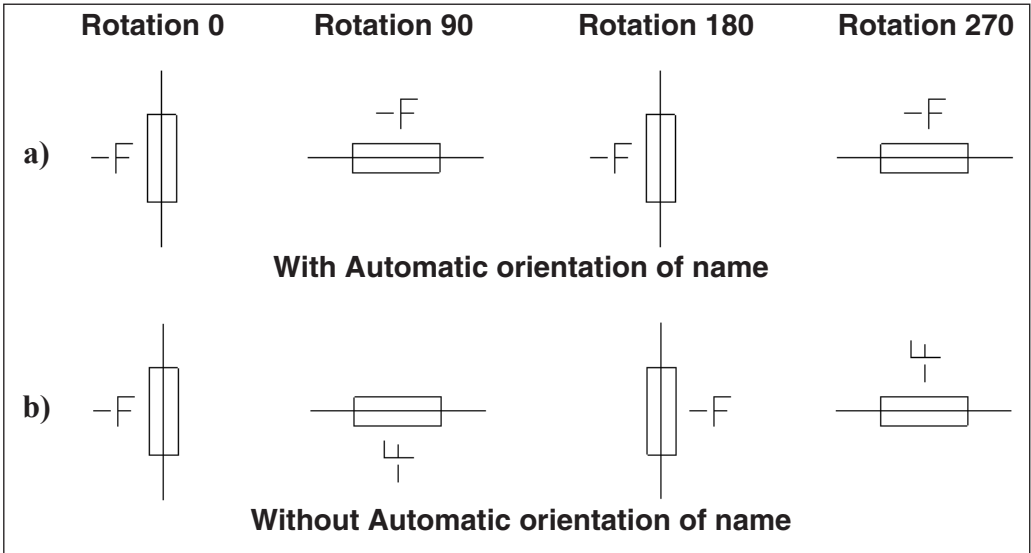 Rotation 0 Rotation 90 Rotation 180 Rotation 270
a) –F –F –F –F
With Automatic orientation of name
b) –F –F –F –F
Without Automatic orientation of name